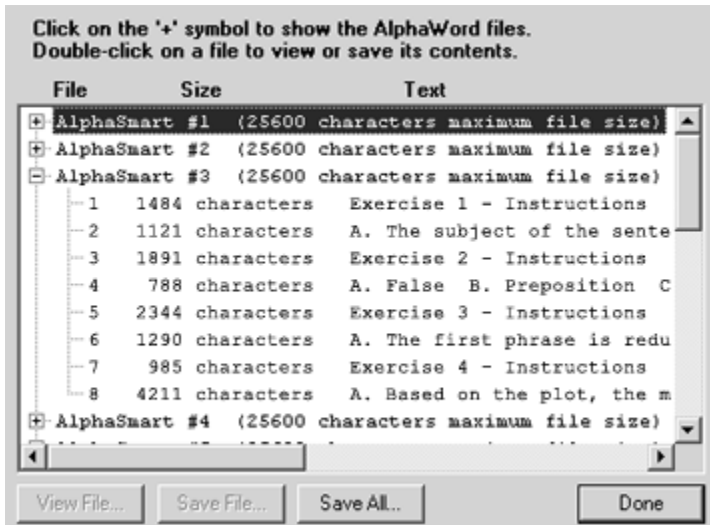 Click on the '+' symbol to show the AlphaWord files.
Double-click on a file to view or save its contents.
File Size Text
AlphaSmart #1 (25600 characters maximum file size)
AlphaSmart #2 (25600 characters maximum file size)
AlphaSmart #3 (25600 characters maximum file size)
1 1484 characters Exercise 1 - Instructions
2 1121 characters A. The subject of the sente
3 1891 characters Exercise 2 - Instructions
4 788 characters A. False B. Preposition C
5 2344 characters Exercise 3 - Instructions
6 1290 characters A. The first phrase is redu
7 985 characters Exercise 4 - Instructions
8 4211 characters A. Based on the plot, the m
AlphaSmart #4 (25600 characters maximum file size)
View File... Save File... Save All... Done